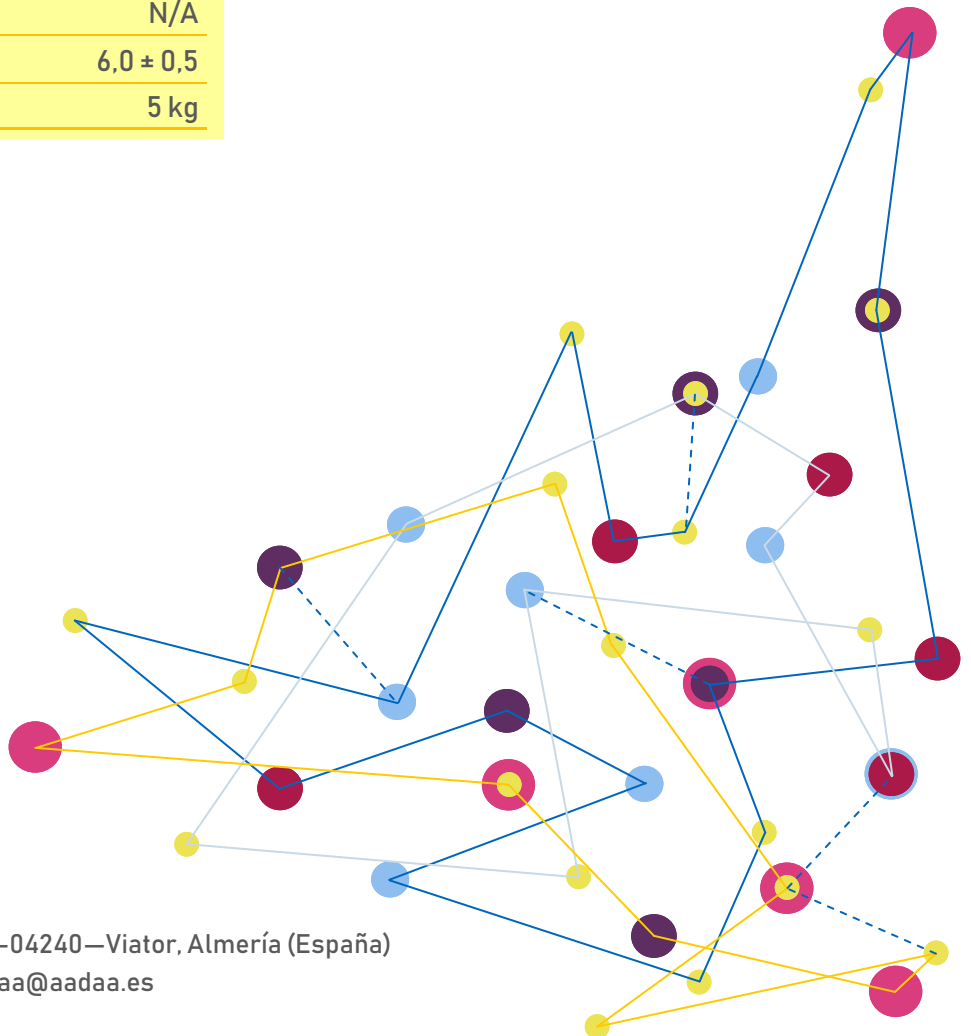 N/A
6,0 ± 0,5
5 kg
-04240—Viator, Almería (España)
aa@aadaa.es